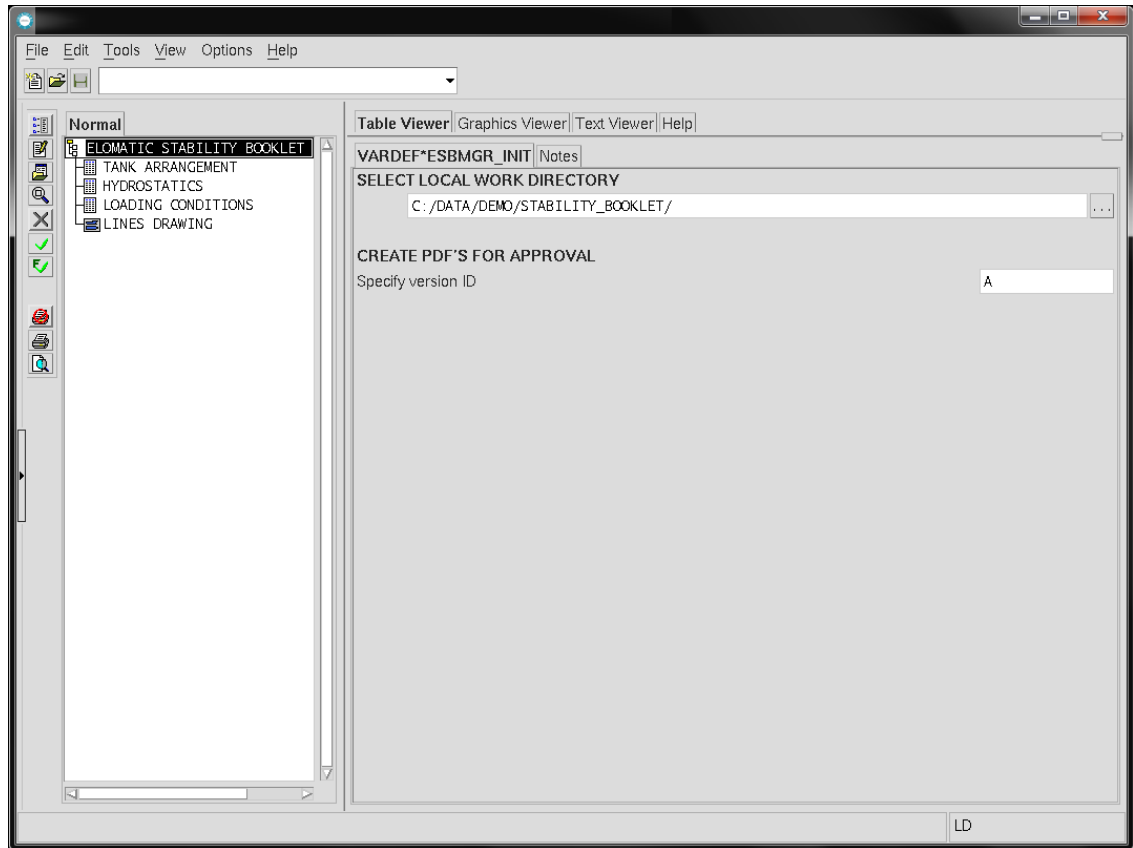 File Edit Tools View Options Help
Normal
ELOMATIC STABILITY BOOKLET
TANK ARRANGEMENT
HYDROSTATICS
LOADING CONDITIONS
LINES DRAWING
Table Viewer Graphics Viewer Text Viewer Help
VARDEF*ESBMGR_INIT Notes
SELECT LOCAL WORK DIRECTORY
C:/DATA/DEMO/STABILITY_BOOKLET/
...
CREATE PDF'S FOR APPROVAL
Specify version ID A
LD